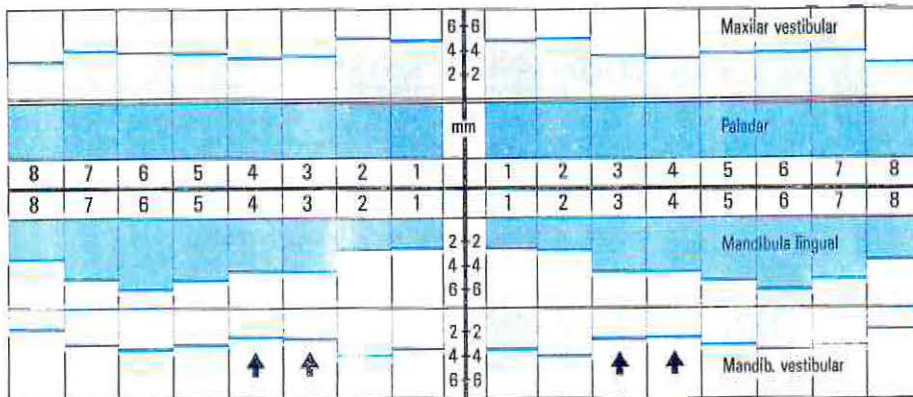 6 6 Maxilar vestibular
4 4
2 2
mm Paladar
8 7 6 5 4 3 2 1 1 2 3 4 5 6 7 8
8 7 6 5 4 3 2 1 1 2 3 4 5 6 7 8
2 2 Mandibula lingual
4 4
6 6
2 2
4 4 Mandib. vestibular
6 6